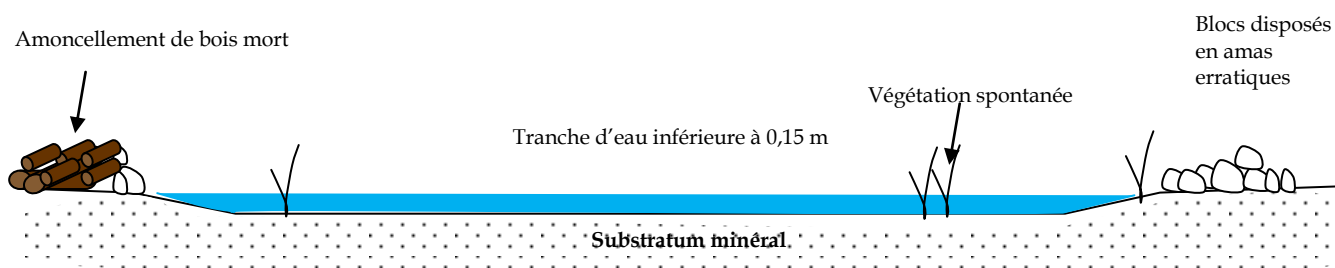 Amoncellement de bois mort
Blocs disposés
en amas
erratiques
Végétation spontanée
Tranche d’eau inférieure à 0,15 m
Substratum minéral